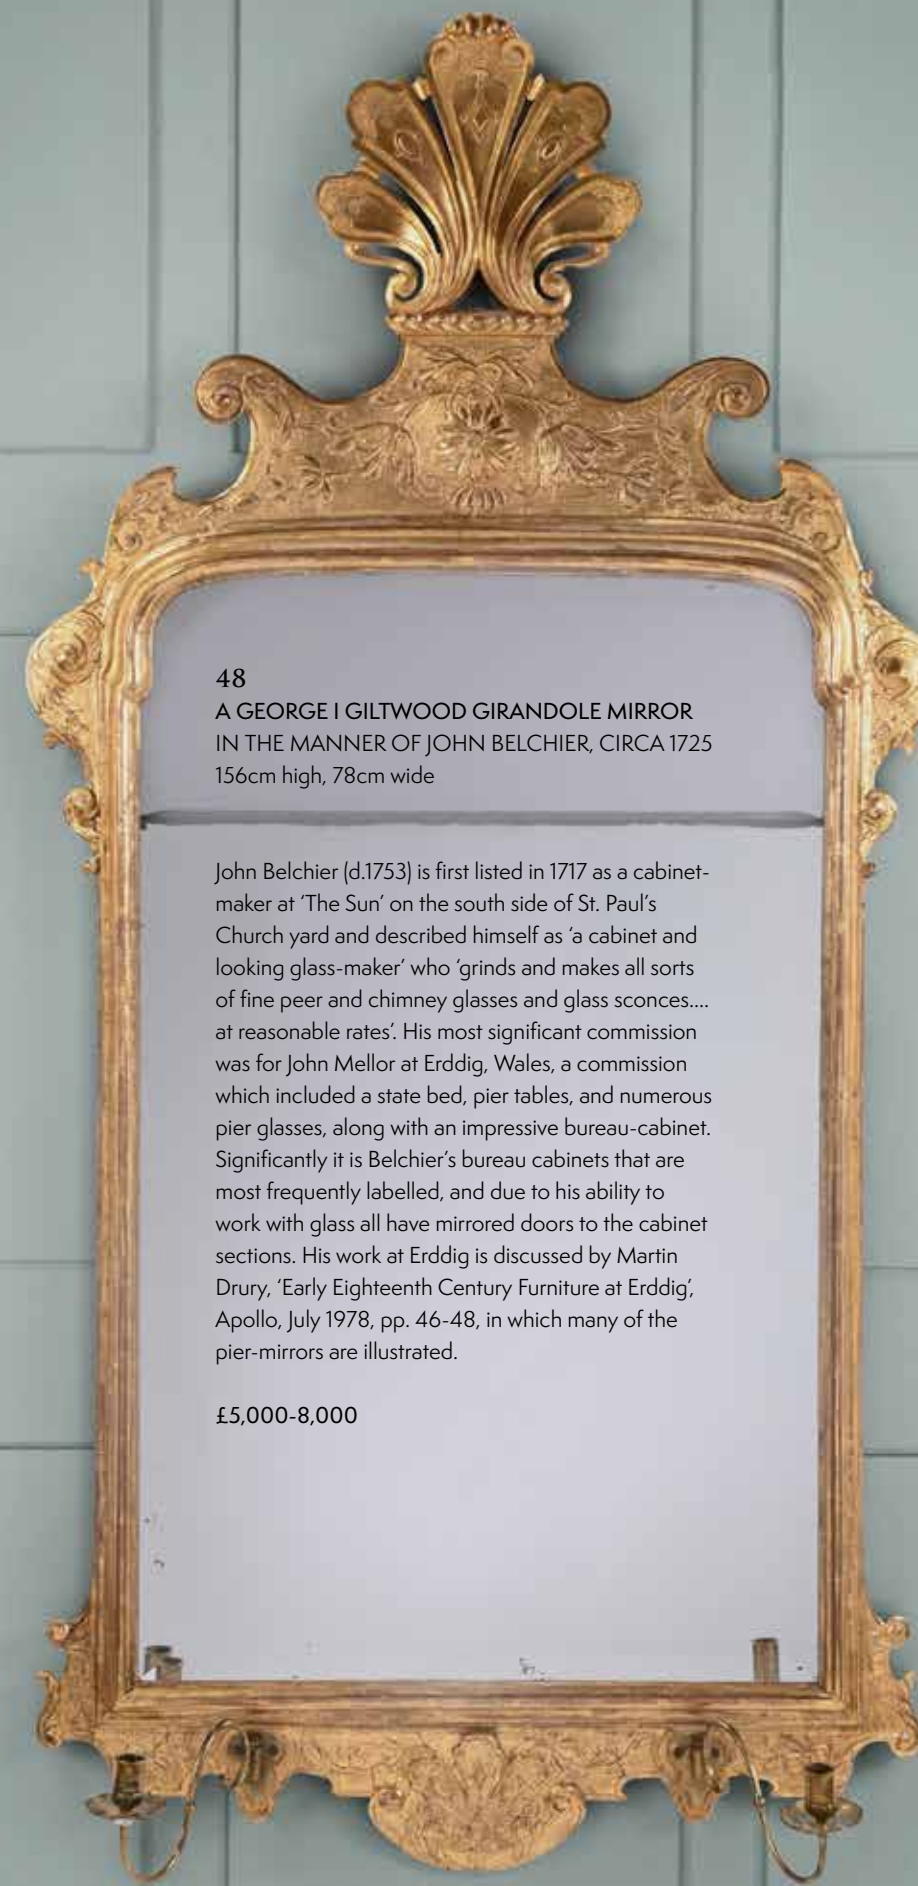 48
A GEORGE I GILTWOOD GIRANDOLE MIRROR
IN THE MANNER OF JOHN BELCHIER, CIRCA 1725
156cm high, 78cm wide
John Belchier (d.1753) is first listed in 1717 as a cabinet-
maker at ‘The Sun’ on the south side of St. Paul’s
Church yard and described himself as ‘a cabinet and
looking glass-maker’ who ‘grinds and makes all sorts
of fine peer and chimney glasses and glass sconces....
at reasonable rates’. His most significant commission
was for John Mellor at Erddig, Wales, a commission
which included a state bed, pier tables, and numerous
pier glasses, along with an impressive bureau-cabinet.
Significantly it is Belchier’s bureau cabinets that are
most frequently labelled, and due to his ability to
work with glass all have mirrored doors to the cabinet
sections. His work at Erddig is discussed by Martin
Drury, ‘Early Eighteenth Century Furniture at Erddig’,
Apollo, July 1978, pp. 46-48, in which many of the
pier-mirrors are illustrated.
£5,000-8,000